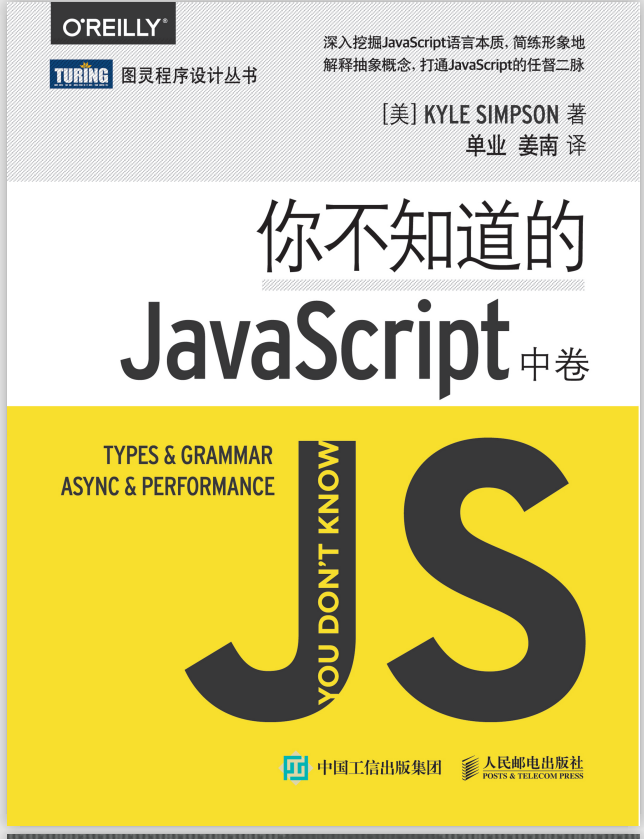 O'REILLY®
深入挖掘JavaScript语言本质，简练形象地
解释抽象概念，打通JavaScript的任督二脉
TURING 图灵程序设计丛书
[美] KYLE SIMPSON 著
单业 姜南 译
你不知道的
JavaScript 中卷
TYPES & GRAMMAR
ASYNC & PERFORMANCE
JS
YOU DON'T KNOW
中国工信出版集团
人民邮电出版社
POSTS & TELECOM PRESS